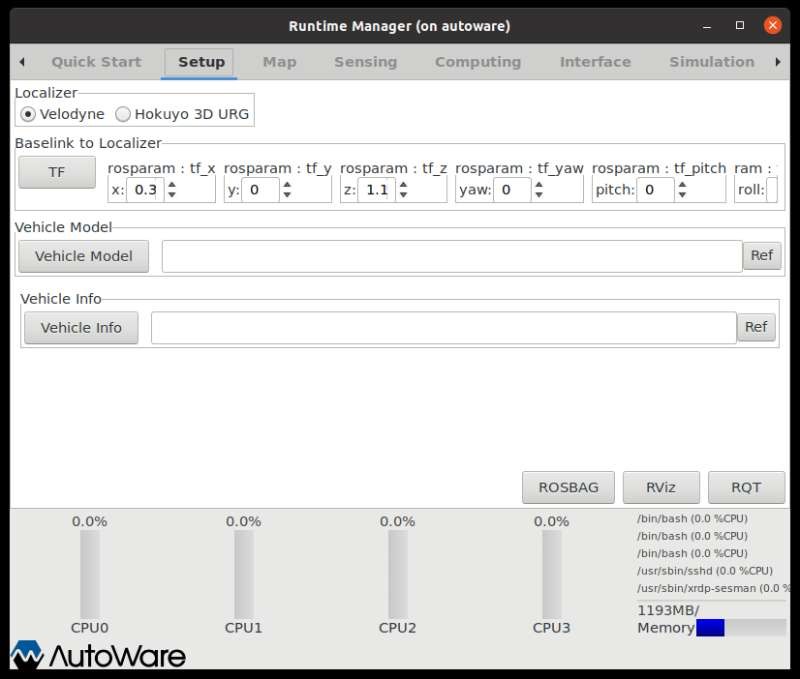 Runtime Manager (on autoware)
Quick Start Setup Map Sensing Computing Interface Simulation
Localizer
Velodyne Hokuyo 3D URG
Baselink to Localizer
TF
rosparam : tf_x rosparam : tf_y rosparam : tf_z rosparam : tf_yaw rosparam : tf_pitch ram :
x: 0.3 y: 0 z: 1.1 yaw: 0 pitch: 0 roll:
Vehicle Model
Vehicle Model Ref
Vehicle Info
Vehicle Info Ref
ROSBAG RViz RQT
0.0% 0.0% 0.0% 0.0%
CPU0 CPU1 CPU2 CPU3
/bin/bash (0.0 %CPU)
/bin/bash (0.0 %CPU)
/bin/bash (0.0 %CPU)
/usr/sbin/sshd (0.0 %CPU)
/usr/sbin/xrdp-sesman (0.0 %
1193MB/
Memory
AutoWare